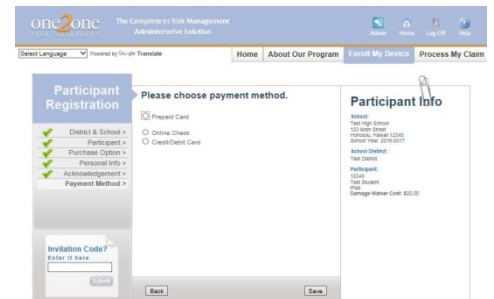 one2one
RISK SOLUTIONS
The Complete to Risk Management
Administrative Solution
Admin
Home
Log Off
Help
Select Language
Powered by Google Translate
Home
About Our Program
Enroll My Device
Process My Claim
Participant
Registration
District & School >
Participant >
Purchase Option >
Personal Info >
Acknowledgement >
Payment Method >
Invitation Code?
Enter it here
Submit
Please choose payment method.
Prepaid Card
Online Check
Credit/Debit Card
Back
Save
Participant Info
School:
Test High School
123 Main Street
Honolulu, Hawaii 12345
School Year: 2016-2017
School District:
Test District
Participant:
12345
Test Student
iPad
Damage Waiver Cost: $20.00